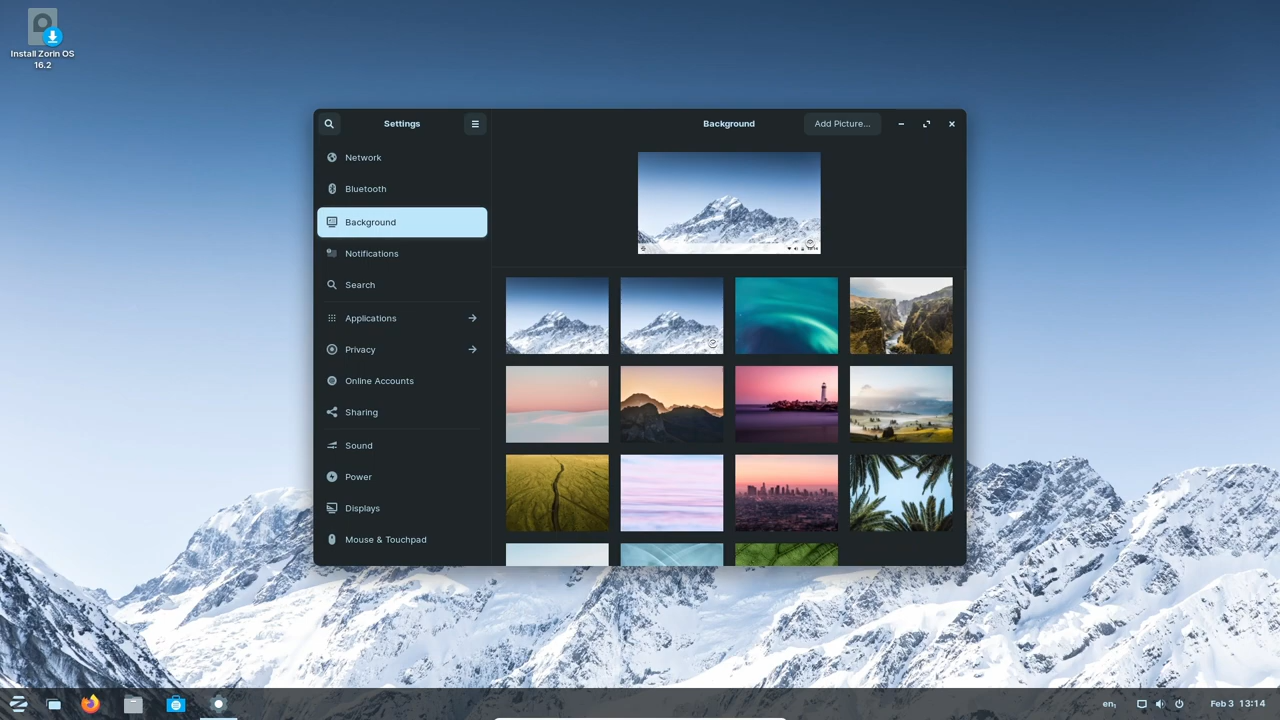 Install Zorin OS
16.2
Settings
Background
Add Picture...
Network
Bluetooth
Background
Notifications
Search
Applications
Privacy
Online Accounts
Sharing
Sound
Power
Displays
Mouse & Touchpad
en₁
Feb 3 13:14